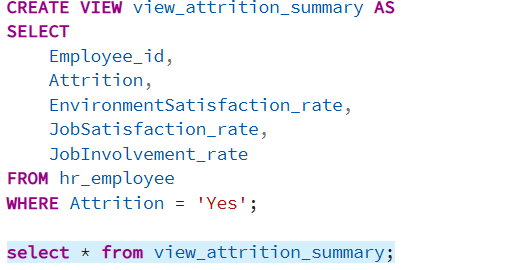 CREATE VIEW view_attrition_summary AS
SELECT
    Employee_id,
    Attrition,
    EnvironmentSatisfaction_rate,
    JobSatisfaction_rate,
    JobInvolvement_rate
FROM hr_employee
WHERE Attrition = 'Yes';
select * from view_attrition_summary;